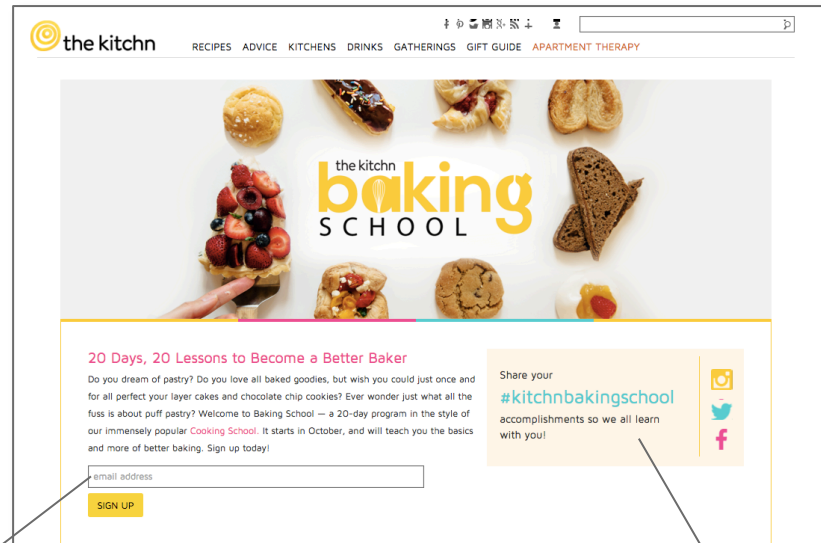 the kitchn
RECIPES ADVICE KITCHENS DRINKS GATHERINGS GIFT GUIDE APARTMENT THERAPY
the kitchn
baking
SCHOOL
20 Days, 20 Lessons to Become a Better Baker
Do you dream of pastry? Do you love all baked goodies, but wish you could just once and
for all perfect your layer cakes and chocolate chip cookies? Ever wonder just what all the
fuss is about puff pastry? Welcome to Baking School — a 20-day program in the style of
our immensely popular Cooking School. It starts in October, and will teach you the basics
and more of better baking. Sign up today!
email address
SIGN UP
Share your
#kitchnbakingschool
accomplishments so we all learn
with you!